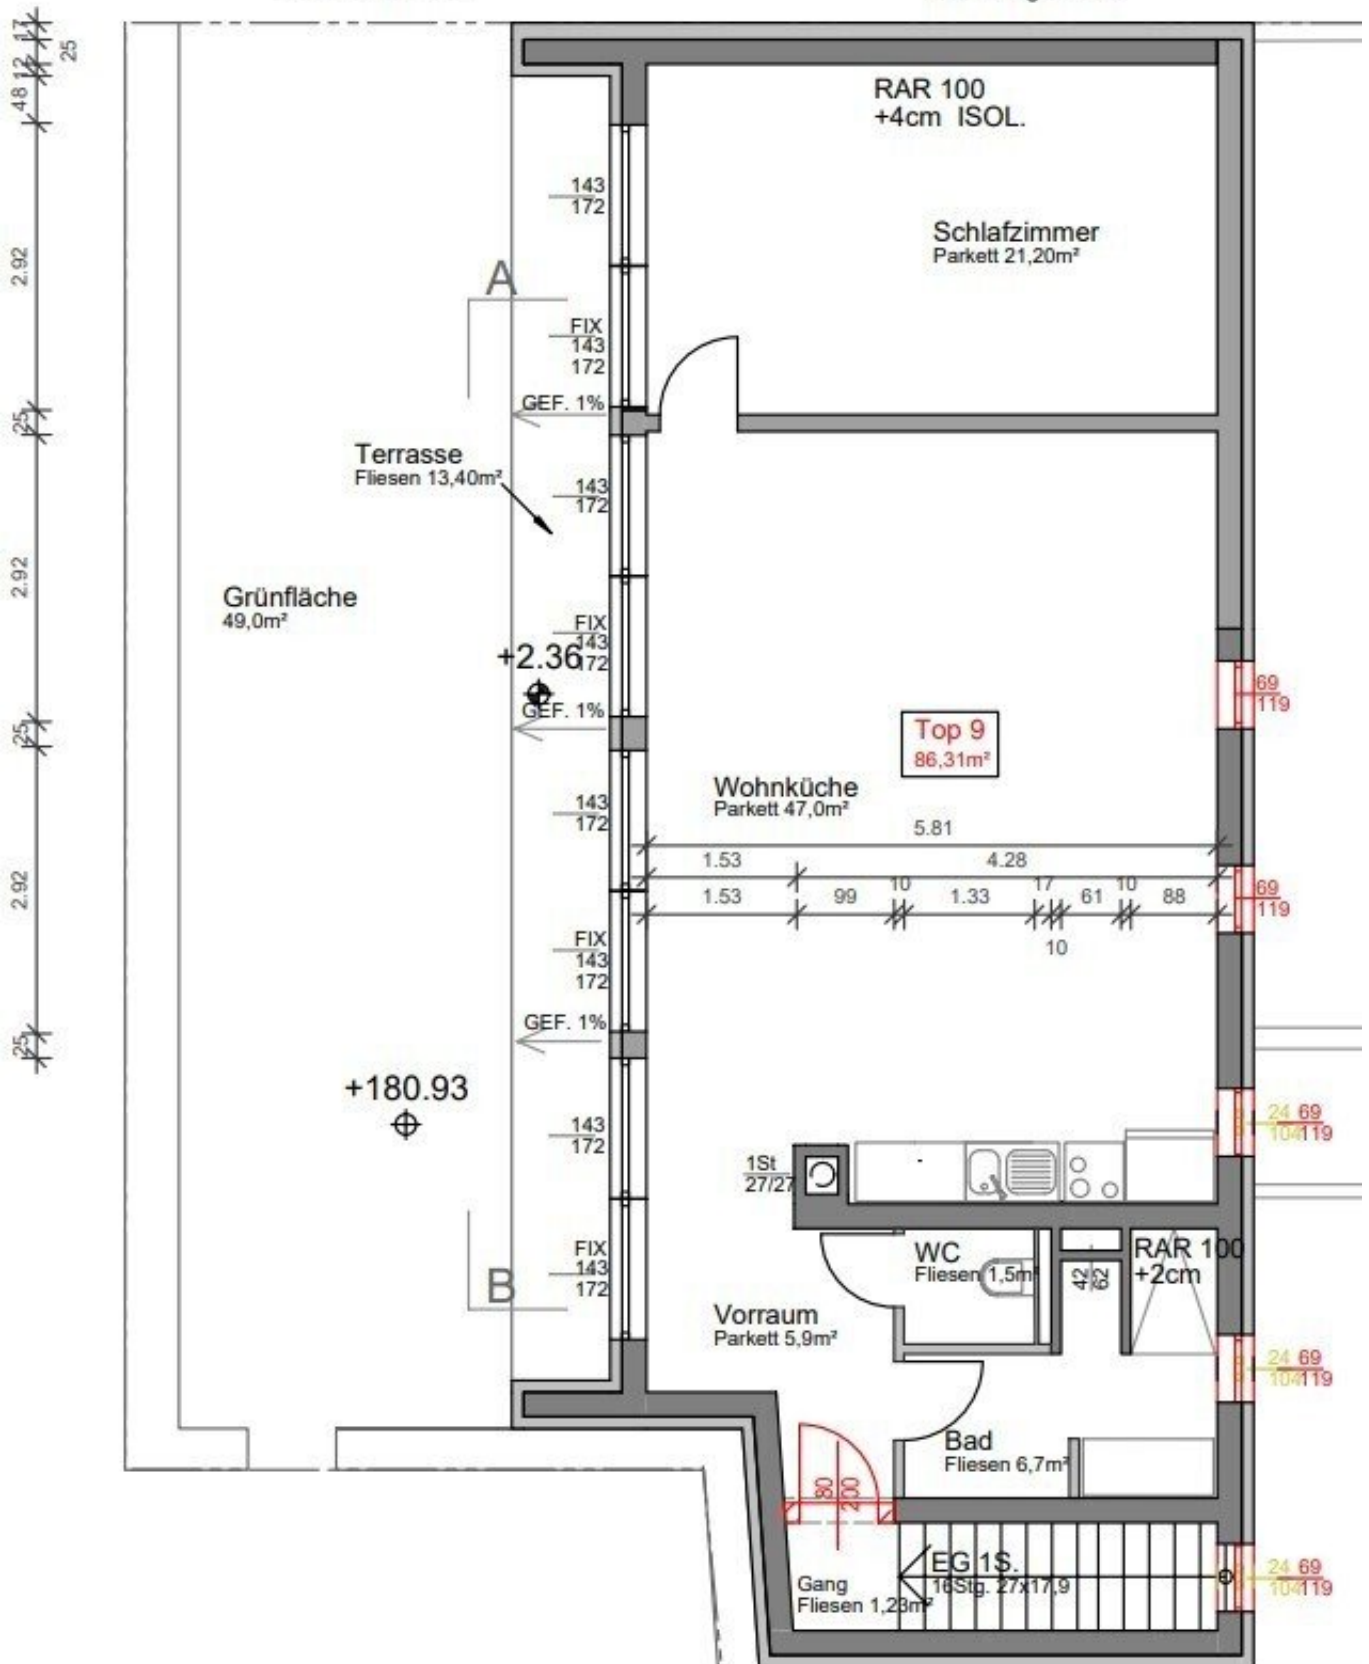 17
25
12
48
2.92
25
2.92
25
2.92
25
RAR 100
+4cm ISOL.
Schlafzimmer
Parkett 21,20m²
143
172
A
FIX
143
172
GEF. 1%
Terrasse
Fliesen 13,40m²
143
172
Grünfläche
49,0m²
FIX
143
172
+2.36
GEF. 1%
69
119
Top 9
86,31m²
Wohnküche
Parkett 47,0m²
143
172
5.81
1.53
4.28
1.53
99
10
1.33
17
10
61
10
88
69
119
FIX
143
172
GEF. 1%
+180.93
143
172
24 69
104 119
1St
27/27
WC
Fliesen 1,5m²
42
62
RAR 100
+2cm
FIX
143
172
B
Vorraum
Parkett 5,9m²
24 69
104 119
Bad
Fliesen 6,7m²
80
200
EG 1S.
16Stg. 27x17,9
Gang
Fliesen 1,23m²
24 69
104 119